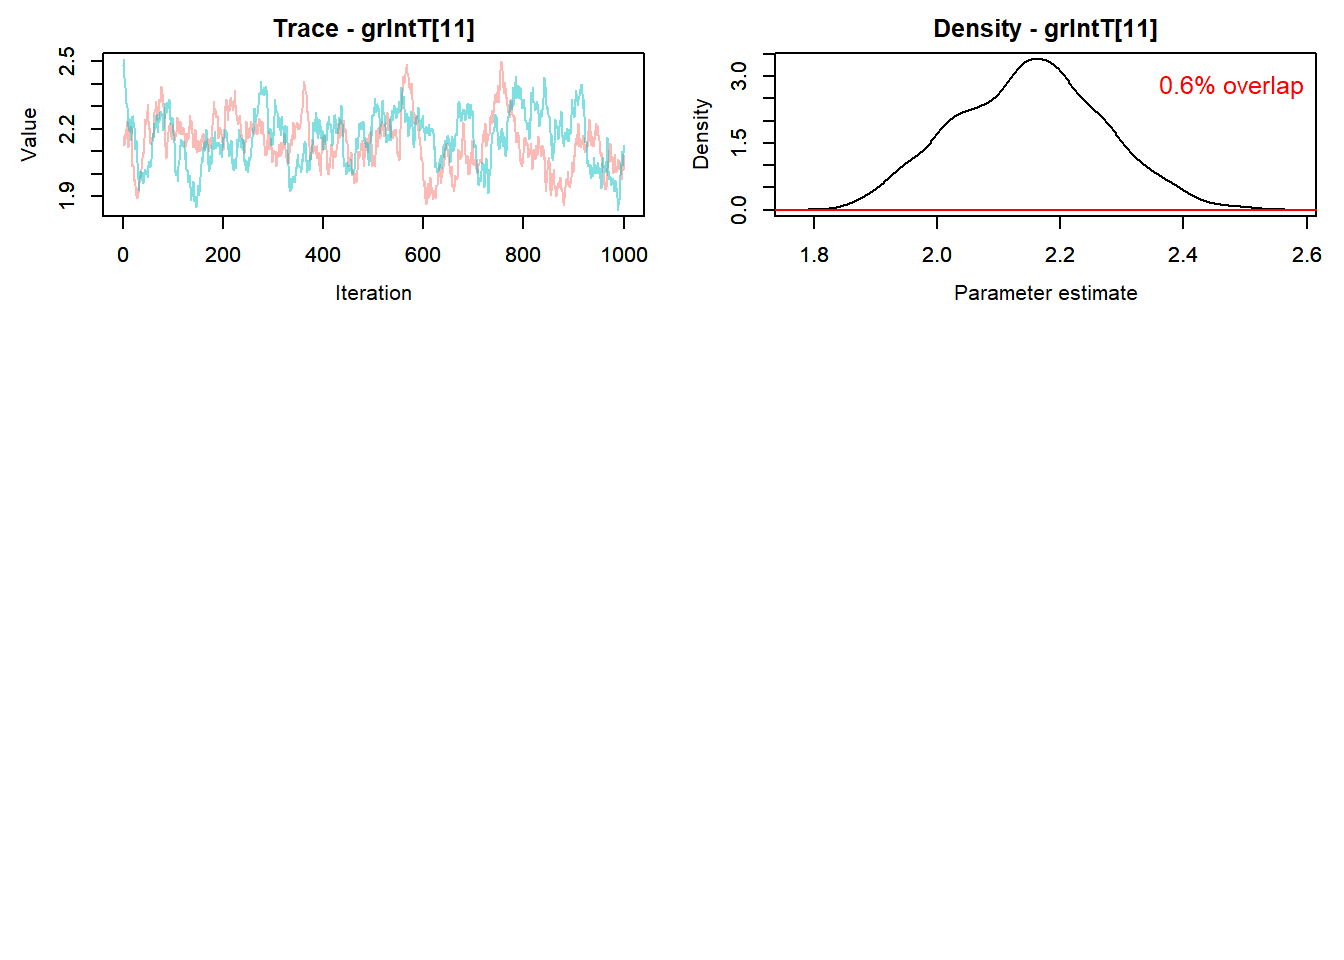 Trace - grIntT[11]
Value
2.5
2.2
1.9
0 200 400 600 800 1000
Iteration
Density - grIntT[11]
Density
3.0
1.5
0.0
0.6% overlap
1.8 2.0 2.2 2.4 2.6
Parameter estimate